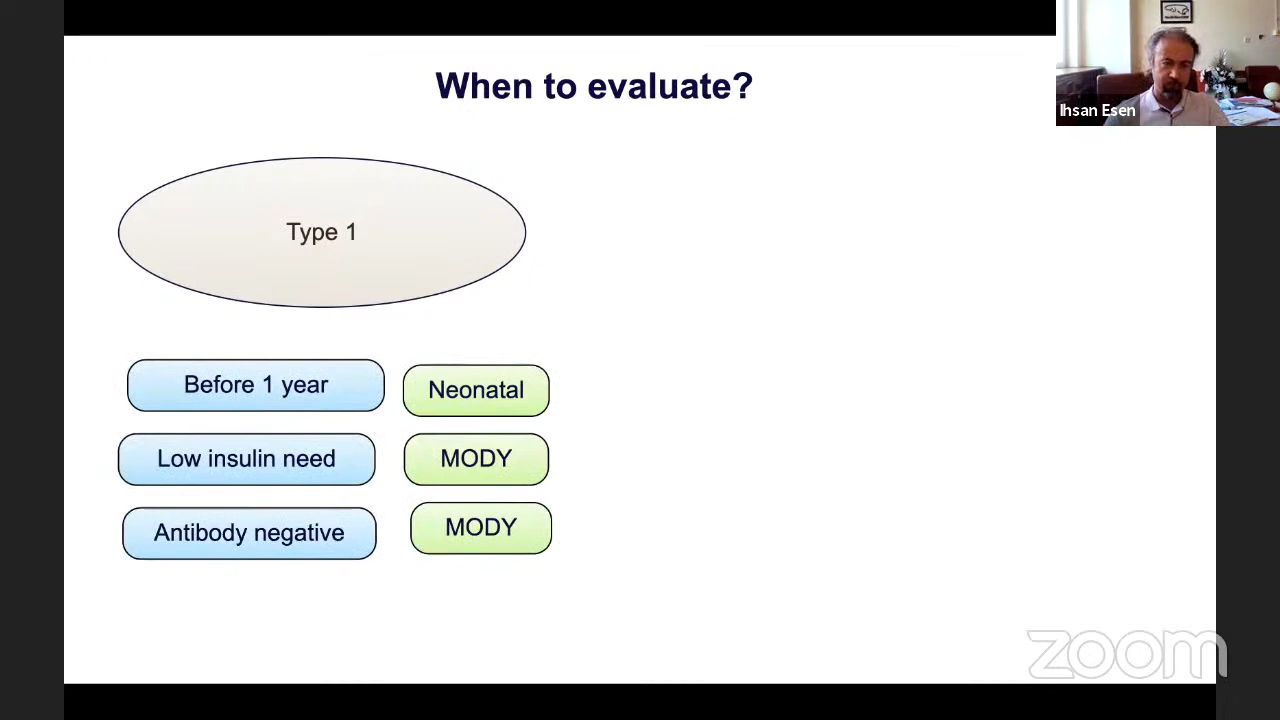 When to evaluate?
Ihsan Esen
Type 1
Before 1 year
Neonatal
Low insulin need
MODY
Antibody negative
MODY
zoom